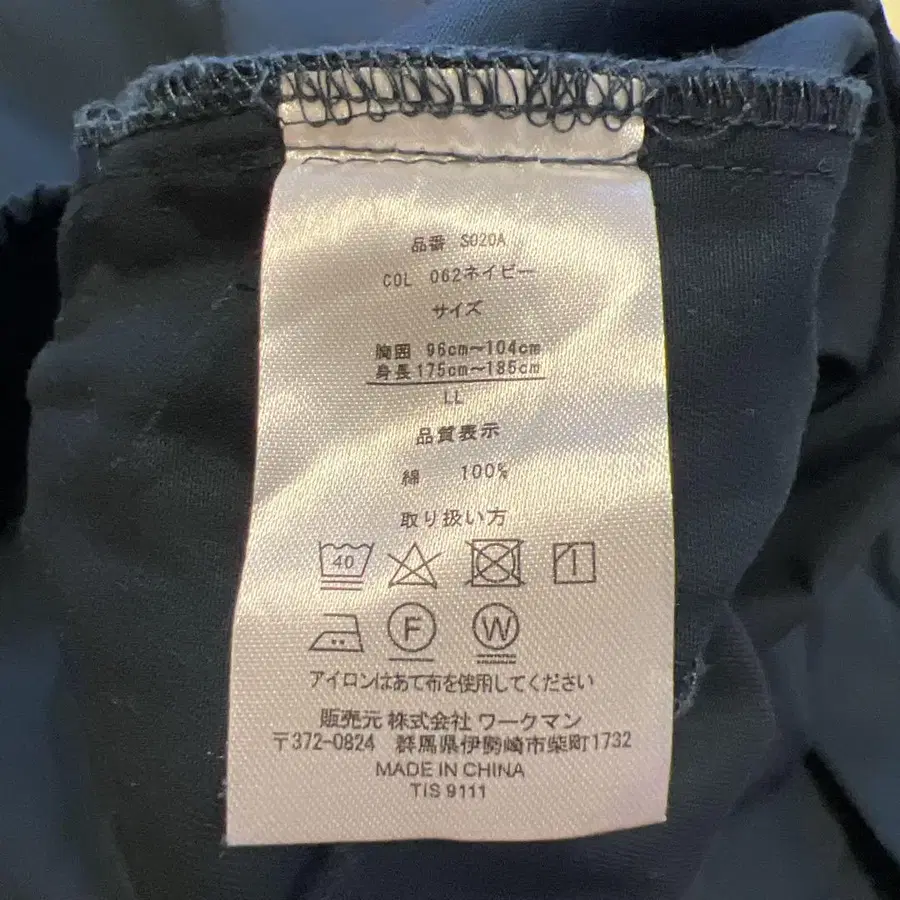 品番 S020A
COL 062ネイビー
サイズ
胸囲 96cm～104cm
身長175cm～185cm
LL
品質表示
綿 100%
取り扱い方
40
F W
アイロンはあて布を使用してください
販売元 株式会社 ワークマン
〒372-0824 群馬県伊勢崎市柴町1732
MADE IN CHINA
TIS 9111